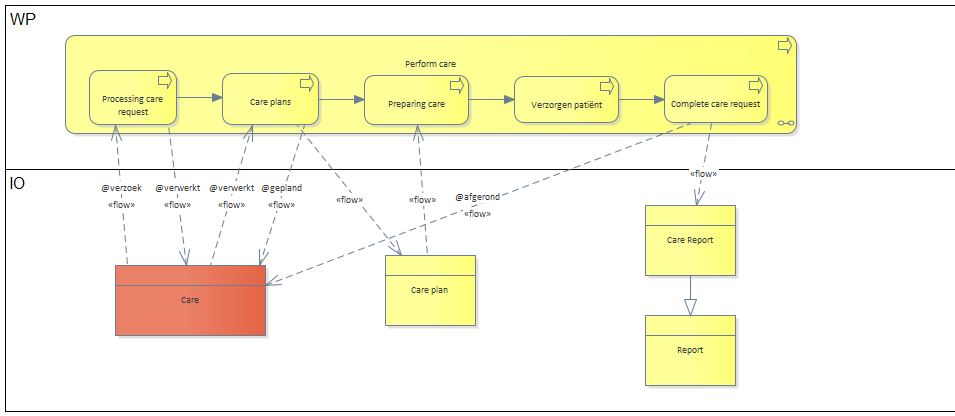 WP
Perform care
Processing care
request
Care plans
Preparing care
Verzorgen patiënt
Complete care request
IO
@verzoek
«flow»
@verwerkt
«flow»
@verwerkt
«flow»
@gepland
«flow»
«flow»
«flow»
@afgerond
«flow»
«flow»
Care
Care plan
Care Report
Report